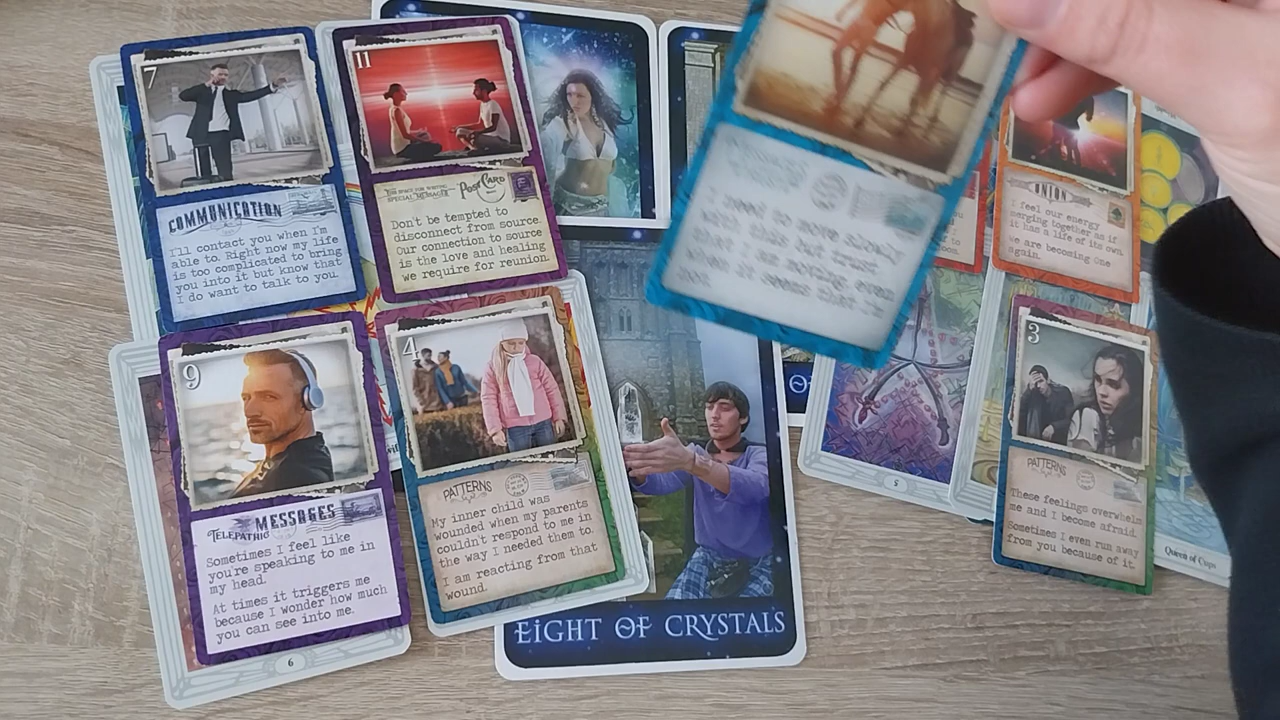 7
COMMUNICATION
I'll contact you when I'm
able to. Right now my life
is too complicated to bring
you into it but know that
I do want to talk to you.
11
POST CARD
Don't be tempted to
disconnect from source.
Our connection to source
is the love and healing
we require for reunion.
UNION
I feel our energy
merging together as if
it has a life of its own.
We are becoming one
again.
9
TELEPATHIC MESSAGES
Sometimes I feel like
you're speaking to me in
my head.
At times it triggers me
because I wonder how much
you can see into me.
6
4
PATTERNS
My inner child was
wounded when my parents
couldn't respond to me in
the way I needed them to.
I am reacting from that
wound.
EIGHT OF CRYSTALS
5
3
PATTERNS
These feelings overwhelm
me and I become afraid.
Sometimes I even run away
from you because of it.
Queen of Cups